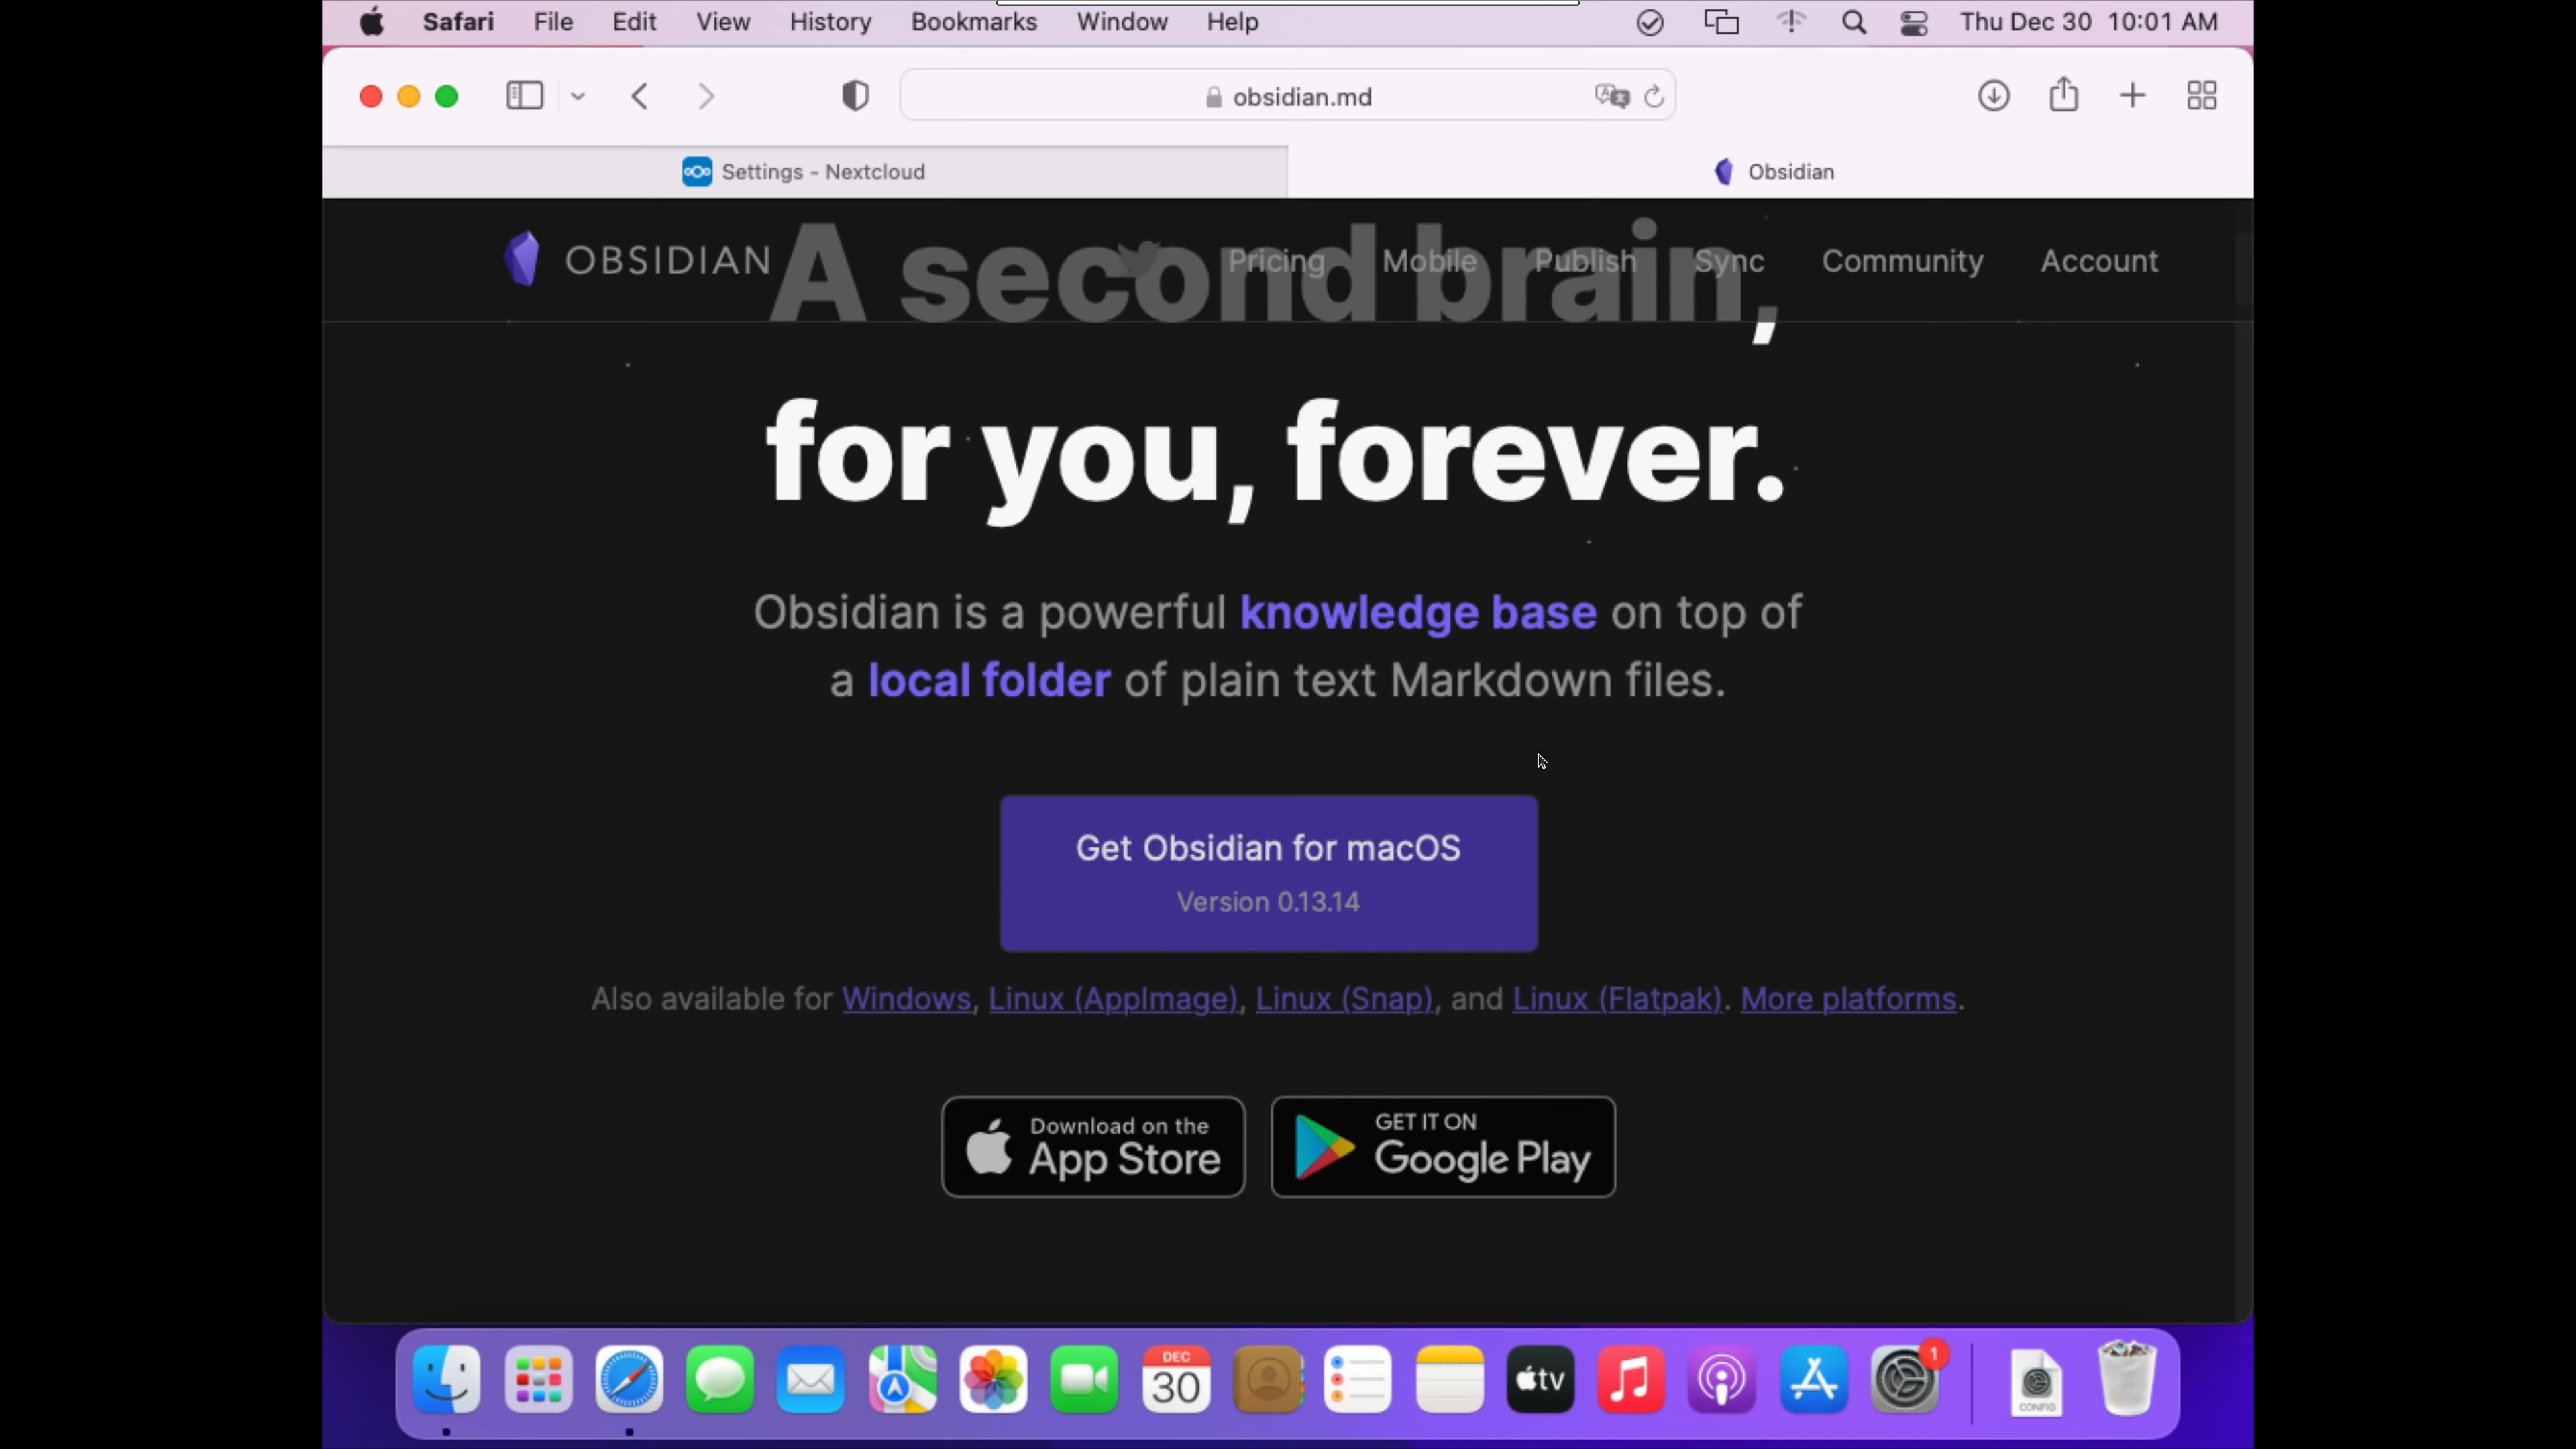 Safari File Edit View History Bookmarks Window Help Thu Dec 30 10:01 AM
obsidian.md
Settings - Nextcloud
Obsidian
OBSIDIAN
Pricing Mobile Publish Sync Community Account
A second brain,
for you, forever.
Obsidian is a powerful knowledge base on top of
a local folder of plain text Markdown files.
Get Obsidian for macOS
Version 0.13.14
Also available for Windows, Linux (AppImage), Linux (Snap), and Linux (Flatpak). More platforms.
Download on the
App Store
GET IT ON
Google Play
DEC
30
tv
1
CONFIG